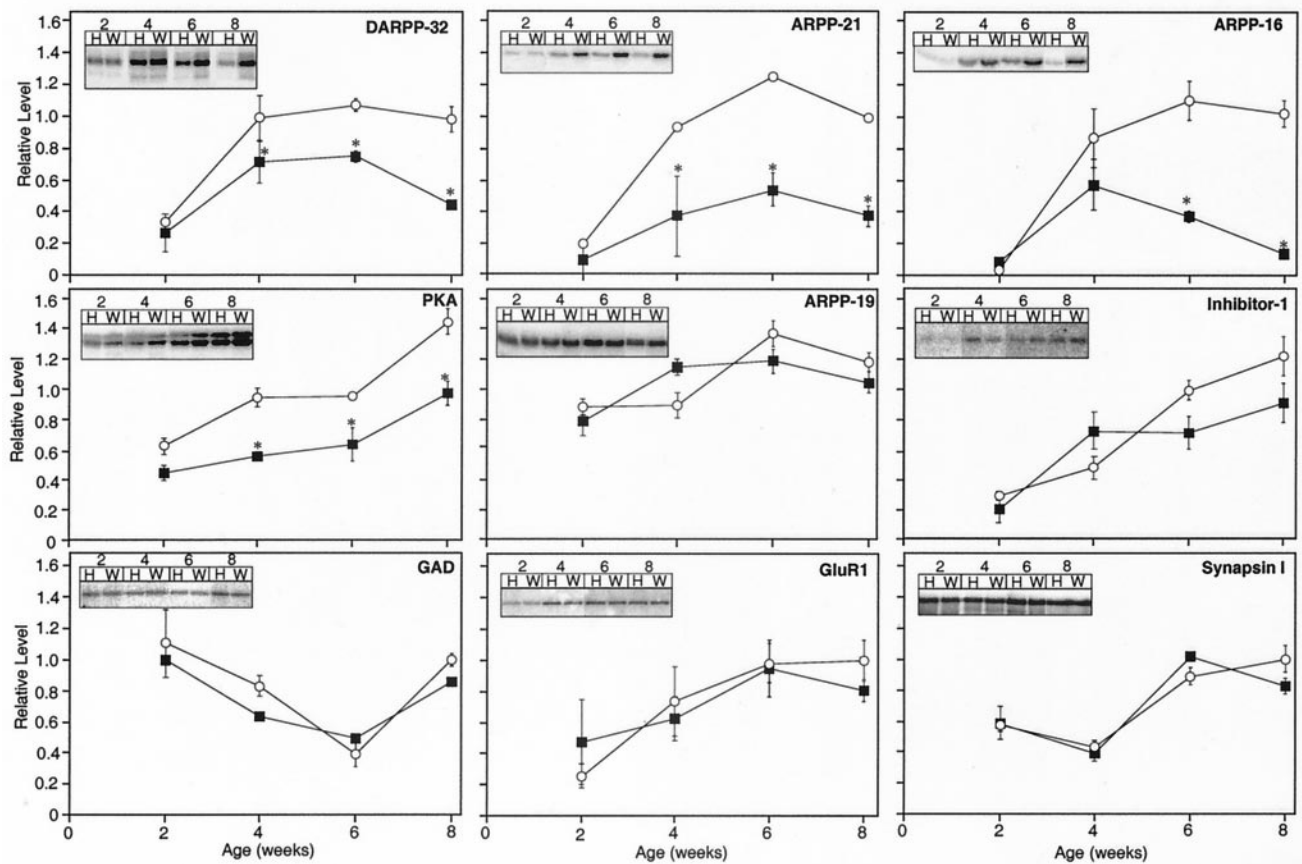 DARPP-32
2 4 6 8
H W H W H W H W
Relative Level
1.6
1.4
1.2
1.0
0.8
0.6
0.4
0.2
0
*
*
*
ARPP-21
2 4 6 8
H W H W H W H W
*
*
*
ARPP-16
2 4 6 8
H W H W H W H W
*
*
PKA
2 4 6 8
H W H W H W H W
Relative Level
1.6
1.4
1.2
1.0
0.8
0.6
0.4
0.2
0
*
*
*
ARPP-19
2 4 6 8
H W H W H W H W
Inhibitor-1
2 4 6 8
H W H W H W H W
GAD
2 4 6 8
H W H W H W H W
Relative Level
1.6
1.4
1.2
1.0
0.8
0.6
0.4
0.2
0
0 2 4 6 8
Age (weeks)
GluR1
2 4 6 8
H W H W H W H W
0 2 4 6 8
Age (weeks)
Synapsin I
2 4 6 8
H W H W H W H W
0 2 4 6 8
Age (weeks)